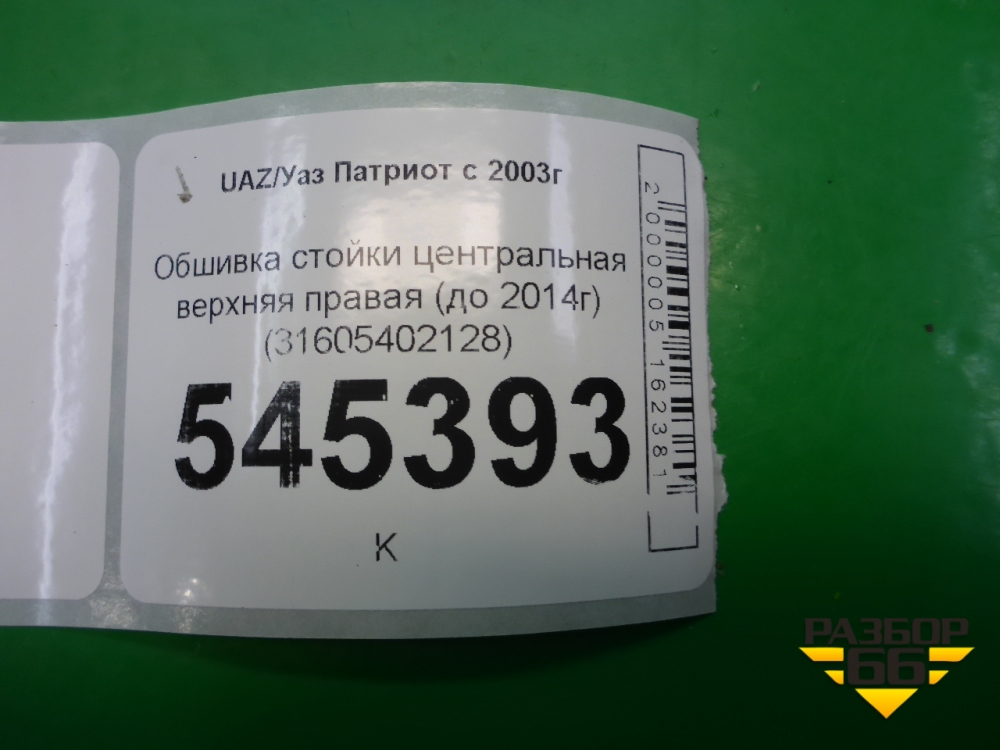 UAZ/Уаз Патриот с 2003г
Обшивка стойки центральная
верхняя правая (до 2014г)
(31605402128)
545393
К
2000005162381
РАЗБОР
66